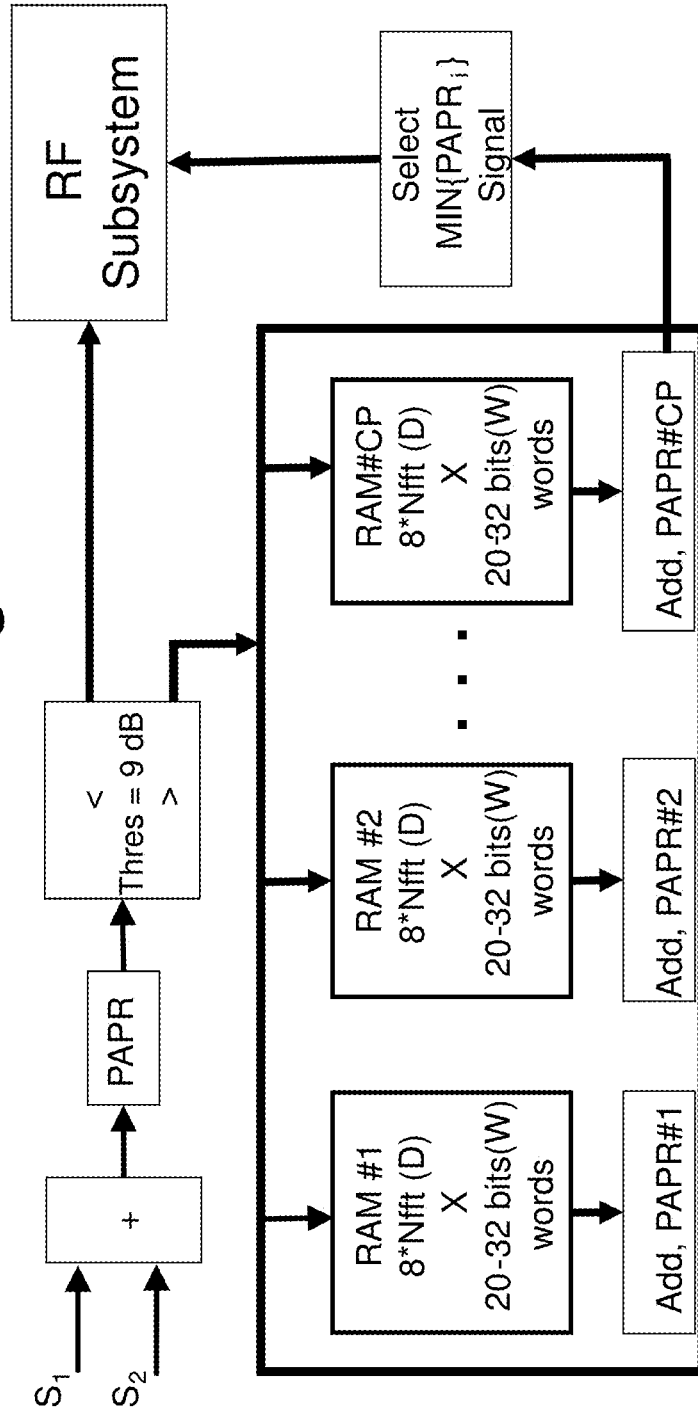 S1
S2
+
PAPR
<
Thres = 9 dB
>
RF
Subsystem
RAM #1
8*Nfft (D)
X
20-32 bits(W)
words
RAM #2
8*Nfft (D)
X
20-32 bits(W)
words
. . .
RAM#CP
8*Nfft (D)
X
20-32 bits(W)
words
Select
MIN{PAPRi}
Signal
Add, PAPR#1
Add, PAPR#2
Add, PAPR#CP